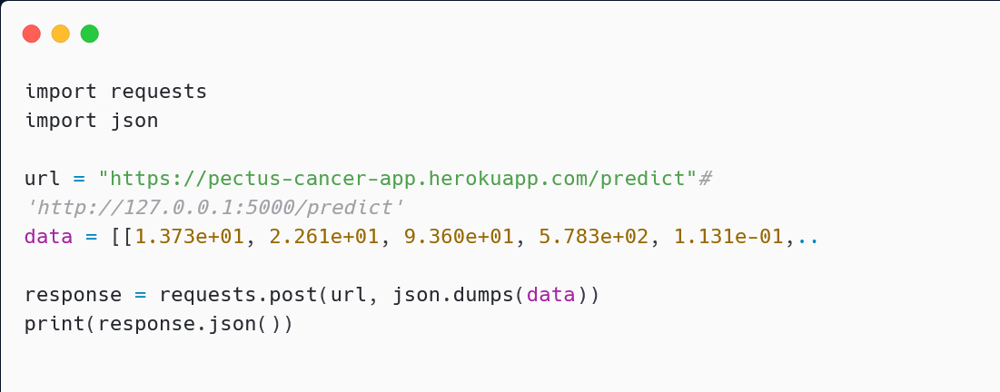 import requests
import json
url = "https://pectus-cancer-app.herokuapp.com/predict"#
'http://127.0.0.1:5000/predict'
data = [[1.373e+01, 2.261e+01, 9.360e+01, 5.783e+02, 1.131e-01,..
response = requests.post(url, json.dumps(data))
print(response.json())